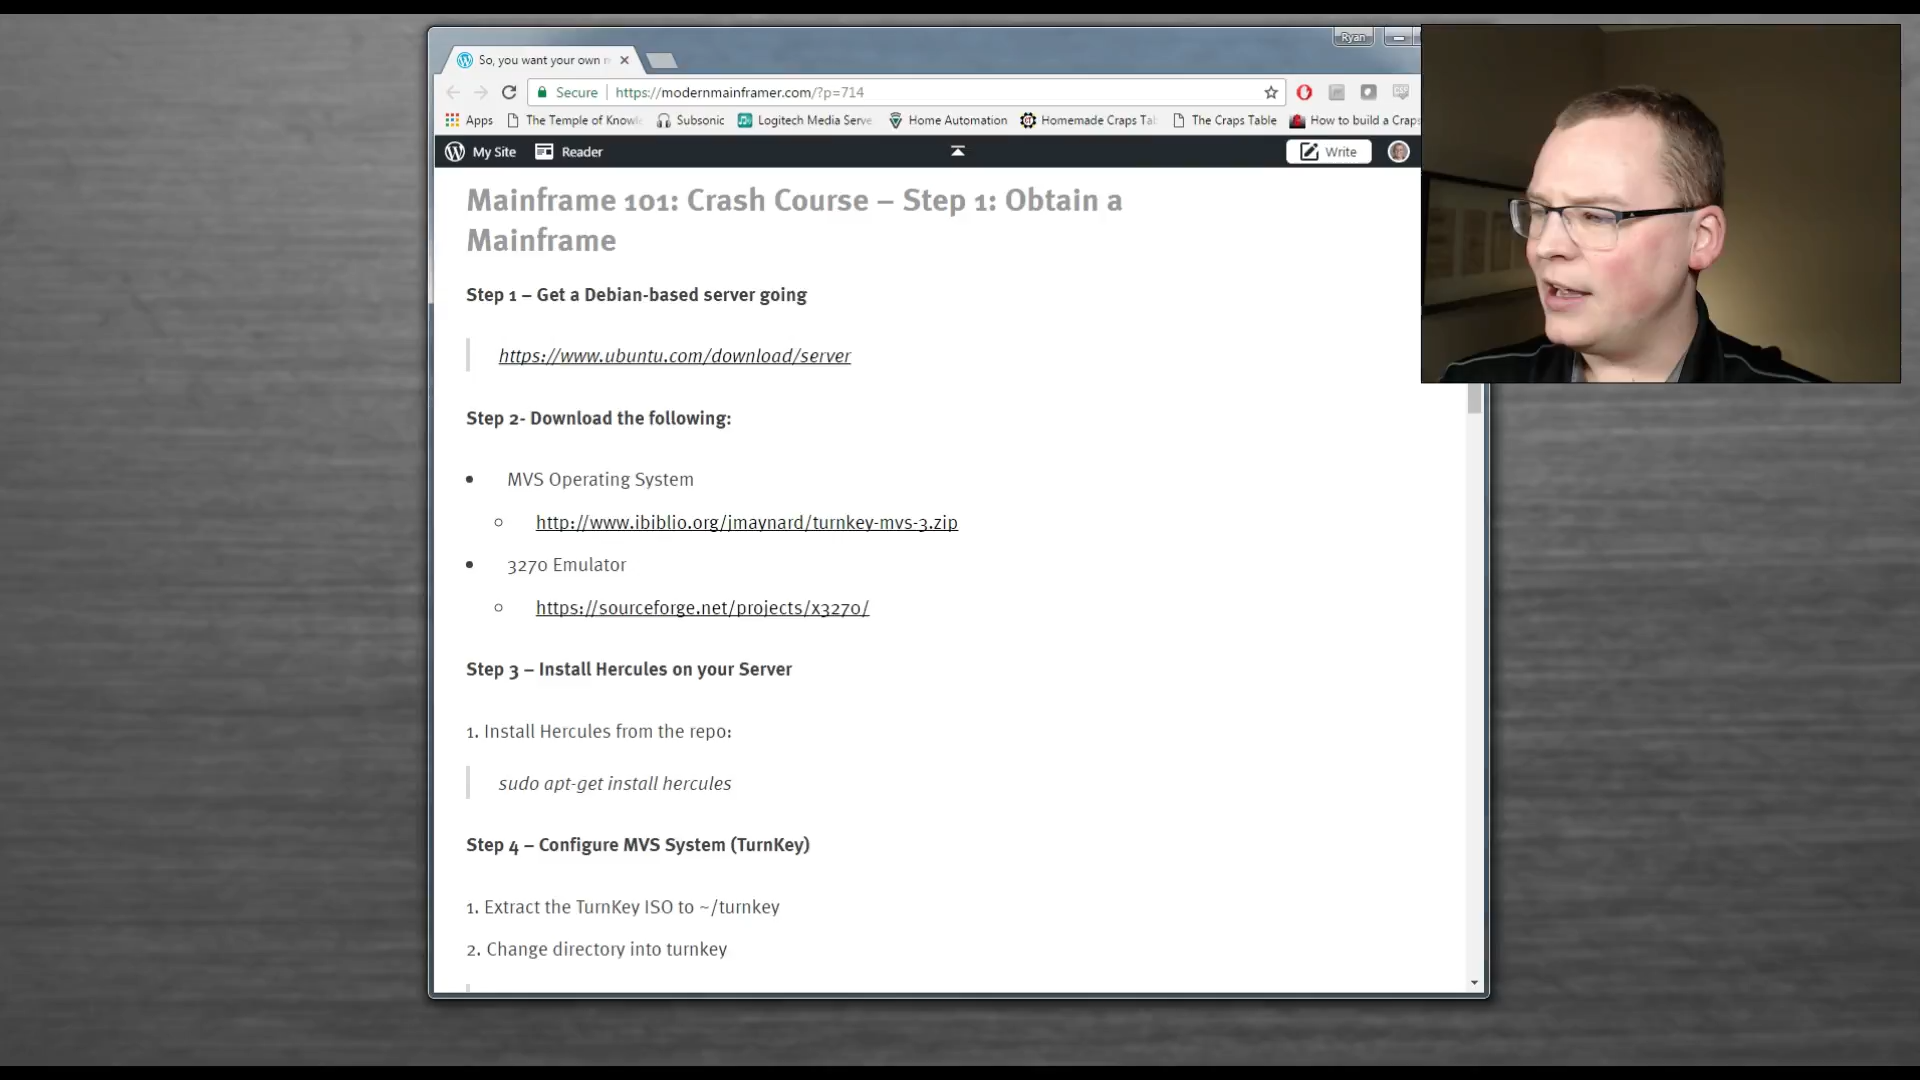 Ryan
So, you want your own
Secure https://modernmainframer.com/?p=714
Apps The Temple of Knowle Subsonic Logitech Media Serve Home Automation Homemade Craps Ta The Craps Table How to build a Craps
My Site Reader Write
Mainframe 101: Crash Course – Step 1: Obtain a
Mainframe
Step 1 – Get a Debian-based server going
https://www.ubuntu.com/download/server
Step 2- Download the following:
MVS Operating System
http://www.ibiblio.org/jmaynard/turnkey-mvs-3.zip
3270 Emulator
https://sourceforge.net/projects/x3270/
Step 3 – Install Hercules on your Server
1. Install Hercules from the repo:
sudo apt-get install hercules
Step 4 – Configure MVS System (TurnKey)
1. Extract the TurnKey ISO to ~/turnkey
2. Change directory into turnkey